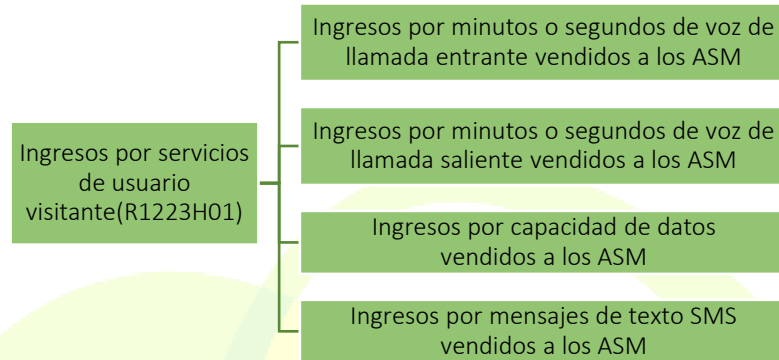 Ingresos por minutos o segundos de voz de
llamada entrante vendidos a los ASM
Ingresos por servicios
de usuario
visitante(R1223H01)
Ingresos por minutos o segundos de voz de
llamada saliente vendidos a los ASM
Ingresos por capacidad de datos
vendidos a los ASM
Ingresos por mensajes de texto SMS
vendidos a los ASM